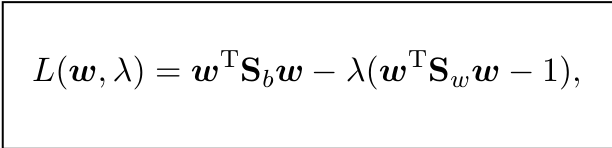 L(w, λ) = wᵀS_b w − λ(wᵀS_w w − 1),